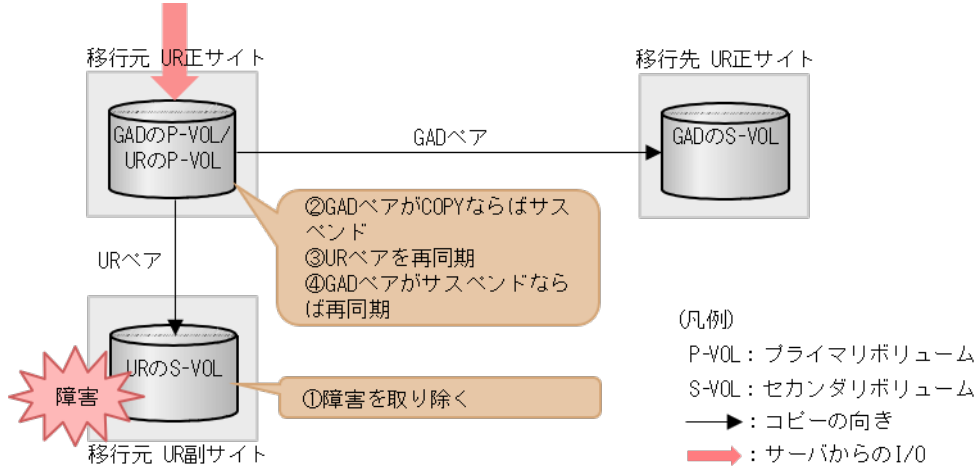 移行元 UR正サイト
移行先 UR正サイト
GADのP-VOL/
URのP-VOL
GADペア
GADのS-VOL
②GADペアがCOPYならばサス
ペンド
③URペアを再同期
④GADペアがサスペンドなら
ば再同期
URペア
URのS-VOL
障害
①障害を取り除く
移行元 UR副サイト
(凡例)
P-VOL：プライマリボリューム
S-VOL：セカンダリボリューム
：コピーの向き
：サーバからのI/O